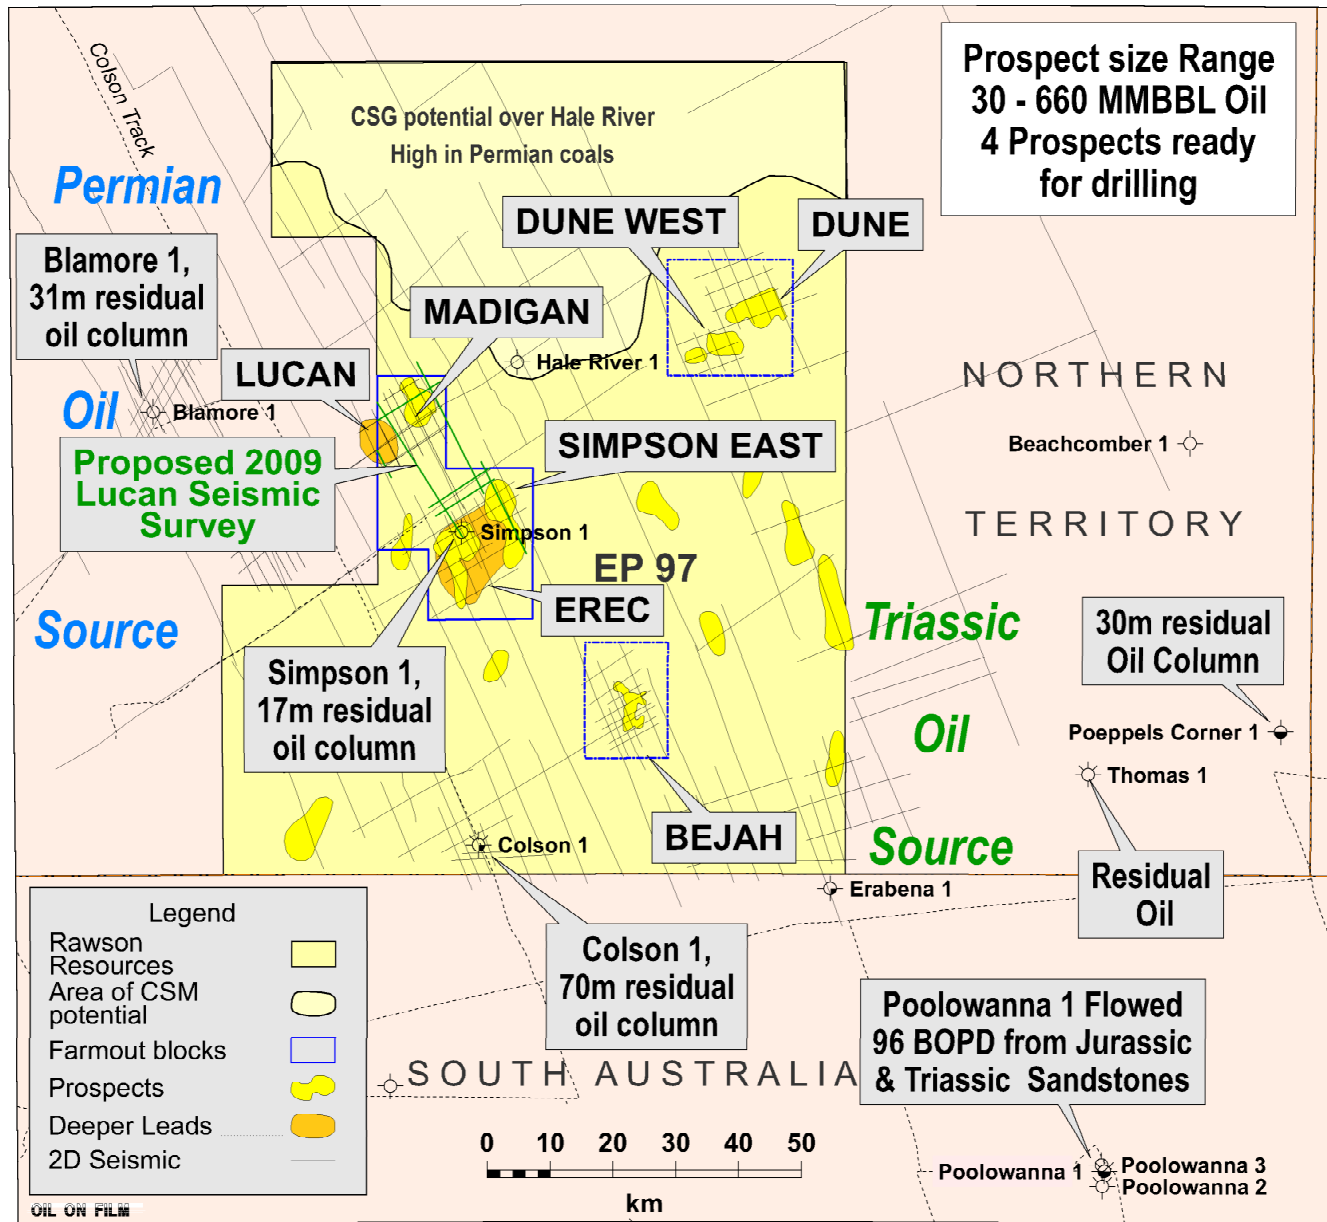 Colson Track
Prospect size Range
30 - 660 MMBBL Oil
4 Prospects ready
for drilling
CSG potential over Hale River
High in Permian coals
Permian
DUNE WEST
DUNE
Blamore 1,
31m residual
oil column
MADIGAN
Hale River 1
LUCAN
NORTHERN
Oil
Blamore 1
SIMPSON EAST
Beachcomber 1
Proposed 2009
Lucan Seismic
Survey
TERRITORY
Simpson 1
EP 97
EREC
Source
Triassic
30m residual
Oil Column
Simpson 1,
17m residual
oil column
Oil
Poeppels Corner 1
Thomas 1
BEJAH
Colson 1
Source
Erabena 1
Residual
Oil
Legend
Rawson
Resources
Area of CSM
potential
Farmout blocks
Prospects
Deeper Leads
2D Seismic
Colson 1,
70m residual
oil column
Poolowanna 1 Flowed
96 BOPD from Jurassic
& Triassic Sandstones
SOUTH AUSTRALIA
0 10 20 30 40 50
km
Poolowanna 1
Poolowanna 3
Poolowanna 2
OIL ON FILM